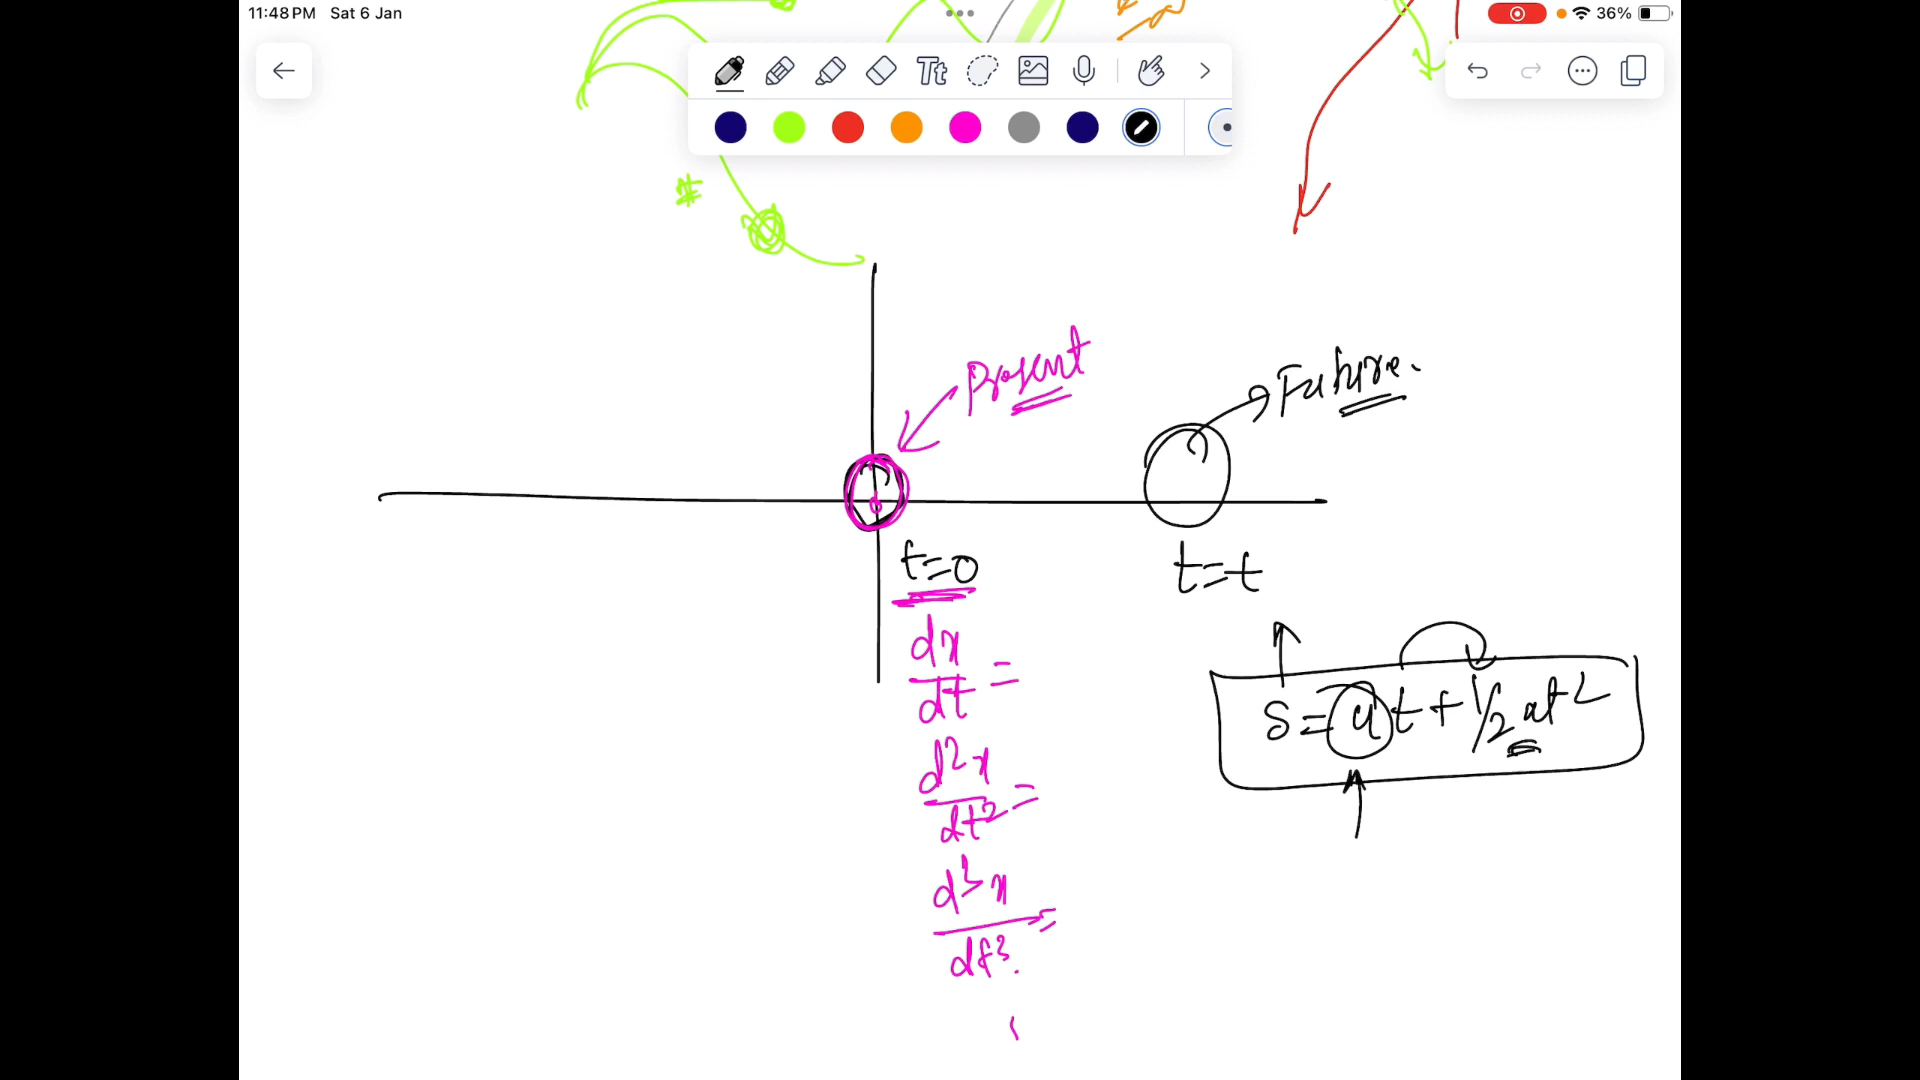 11:48 PM Sat 6 Jan
36%
Tt
Present
Future.
t=0
t=t
dx
dt =
d²x
dt² =
d³x
dt³ =
s=ut+1/2at²